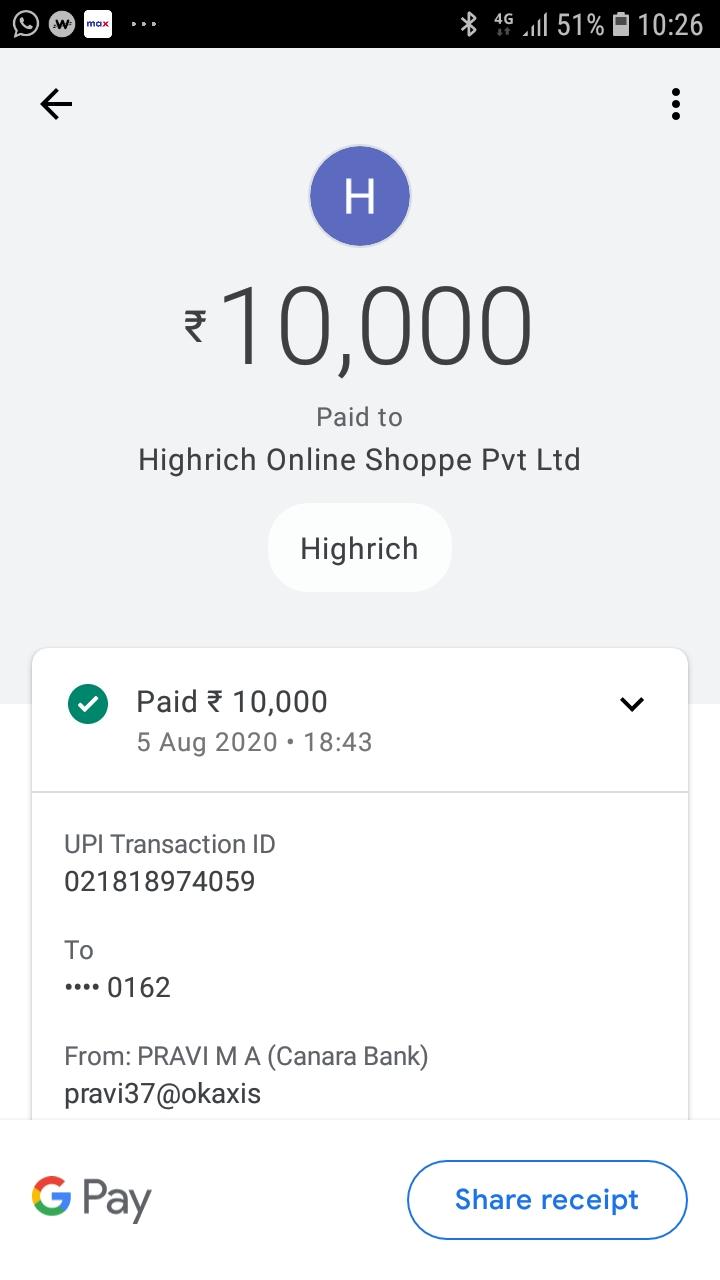 W max ... 4G 51% 10:26
H
₹10,000
Paid to
Highrich Online Shoppe Pvt Ltd
Highrich
Paid ₹ 10,000
5 Aug 2020 • 18:43
UPI Transaction ID
021818974059
To
•••• 0162
From: PRAVI M A (Canara Bank)
pravi37@okaxis
G Pay
Share receipt